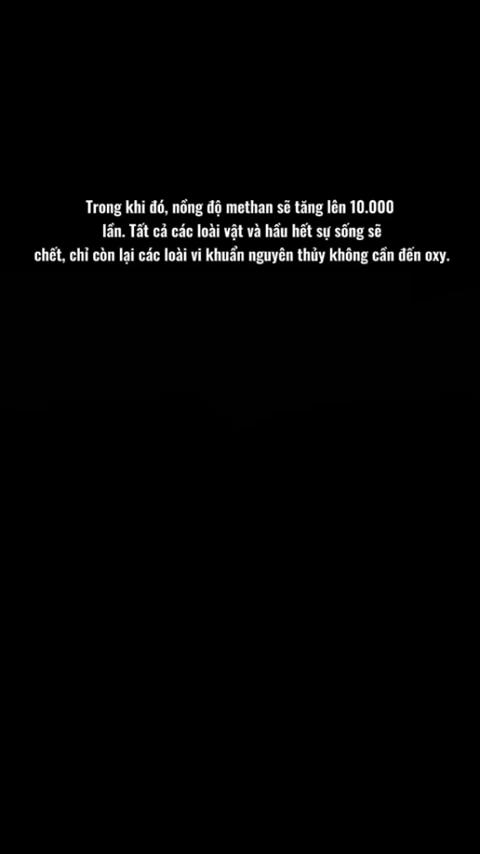 Trong khi đó, nồng độ methan sẽ tăng lên 10.000
lần. Tất cả các loài vật và hầu hết sự sống sẽ
chết, chỉ còn lại các loài vi khuẩn nguyên thủy không cần đến oxy.